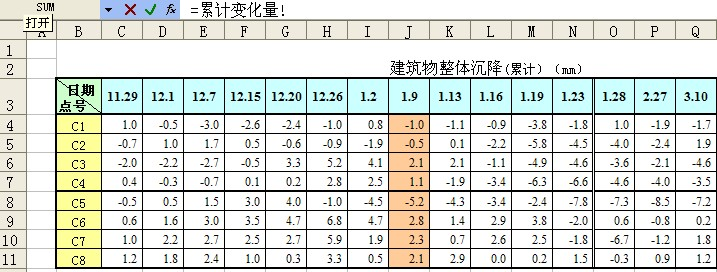 SUM =累计变化量!
打开
A B C D E F G H I J K L M N O P Q
1
2 建筑物整体沉降(累计) (mm)
3 日期 点号 11.29 12.1 12.7 12.15 12.20 12.26 1.2 1.9 1.13 1.16 1.19 1.23 1.28 2.27 3.10
4 C1 1.0 -0.5 -3.0 -2.6 -2.4 -1.0 0.8 -1.0 -1.1 -0.9 -3.8 -1.8 1.0 -1.9 -1.7
5 C2 -0.7 1.0 1.7 0.5 -0.6 -0.9 -1.9 -0.5 0.1 -2.2 -5.8 -4.5 -4.0 -2.4 1.9
6 C3 -2.0 -2.2 -2.7 -0.5 3.3 5.2 4.1 2.1 2.1 -1.1 -4.9 -4.6 -3.6 -2.1 -4.6
7 C4 0.4 -0.3 -0.7 0.1 0.2 2.8 2.5 1.1 -1.9 -3.4 -6.3 -6.6 -4.6 -4.0 -3.5
8 C5 -0.5 0.5 1.5 3.0 4.0 -1.0 -4.5 -5.2 -4.3 -3.4 -2.4 -7.8 -7.3 -8.5 -7.2
9 C6 0.6 1.6 3.0 3.5 4.7 6.8 4.7 2.8 1.4 2.9 3.8 -2.0 0.6 -0.8 0.2
10 C7 1.0 2.2 2.7 2.5 2.7 5.9 1.9 2.3 0.7 2.6 2.5 -1.8 -6.7 -1.2 1.8
11 C8 1.2 1.8 2.4 1.0 0.3 3.3 0.5 2.1 2.9 0.0 0.2 1.5 -0.3 0.9 1.2